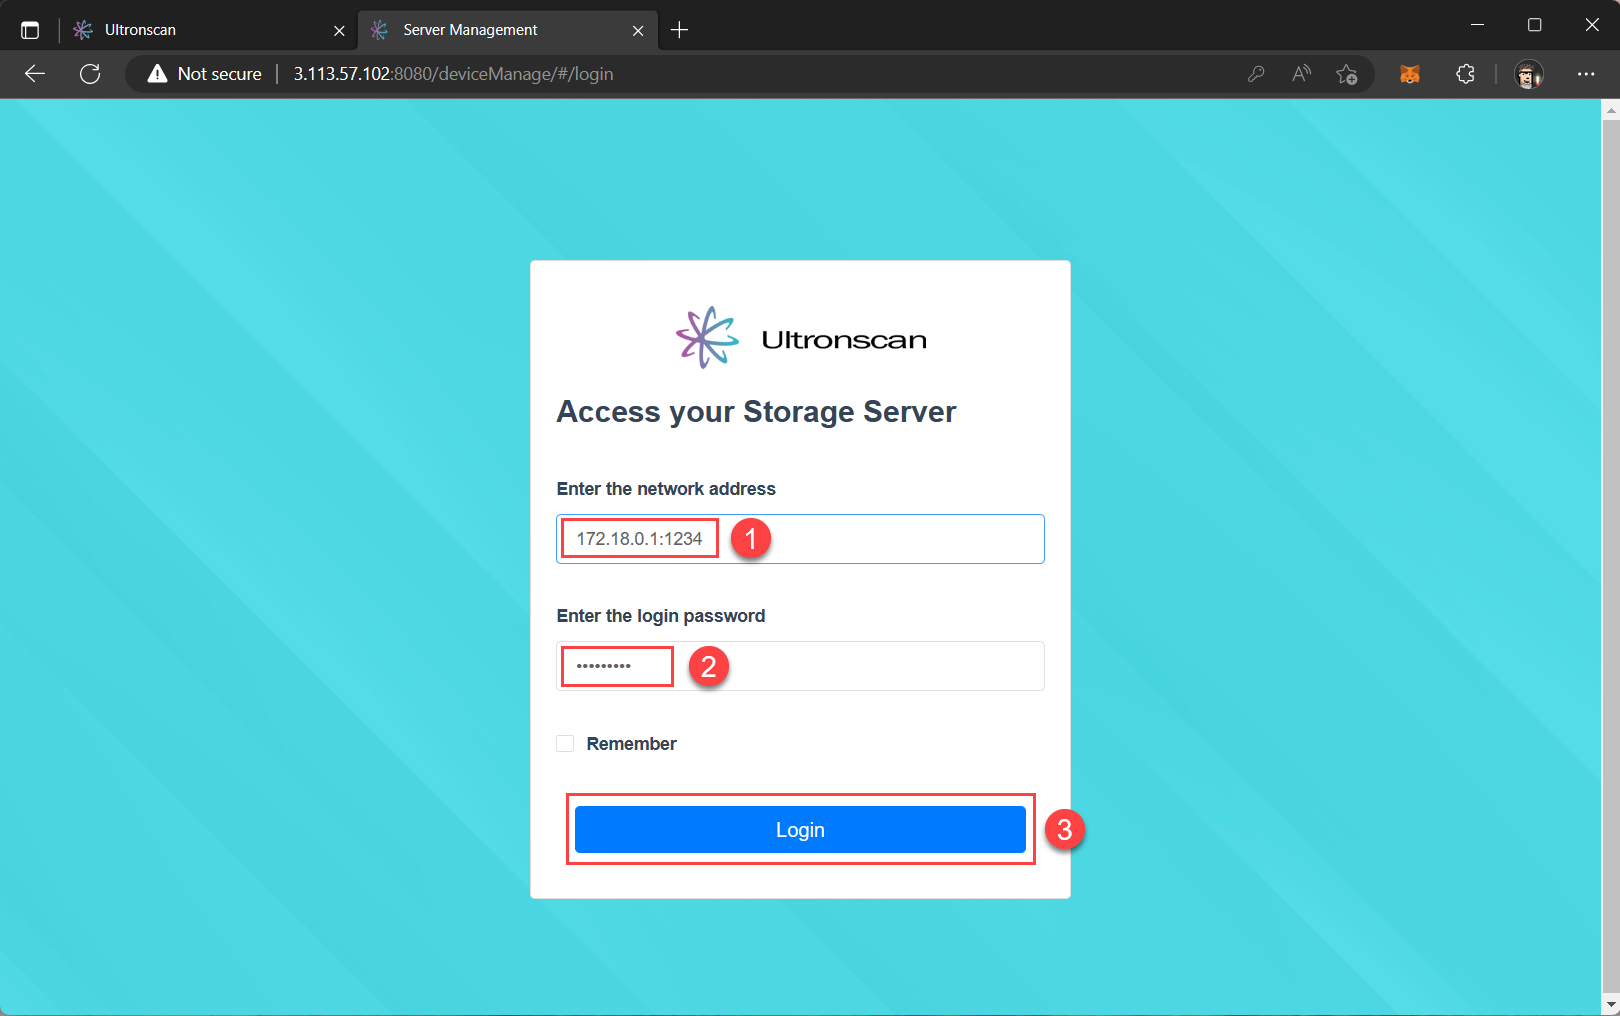 Ultronscan
Server Management
Not secure
3.113.57.102:8080/deviceManage/#/login
Ultronscan
Access your Storage Server
Enter the network address
172.18.0.1:1234
1
Enter the login password
•••••••••
2
Remember
Login
3